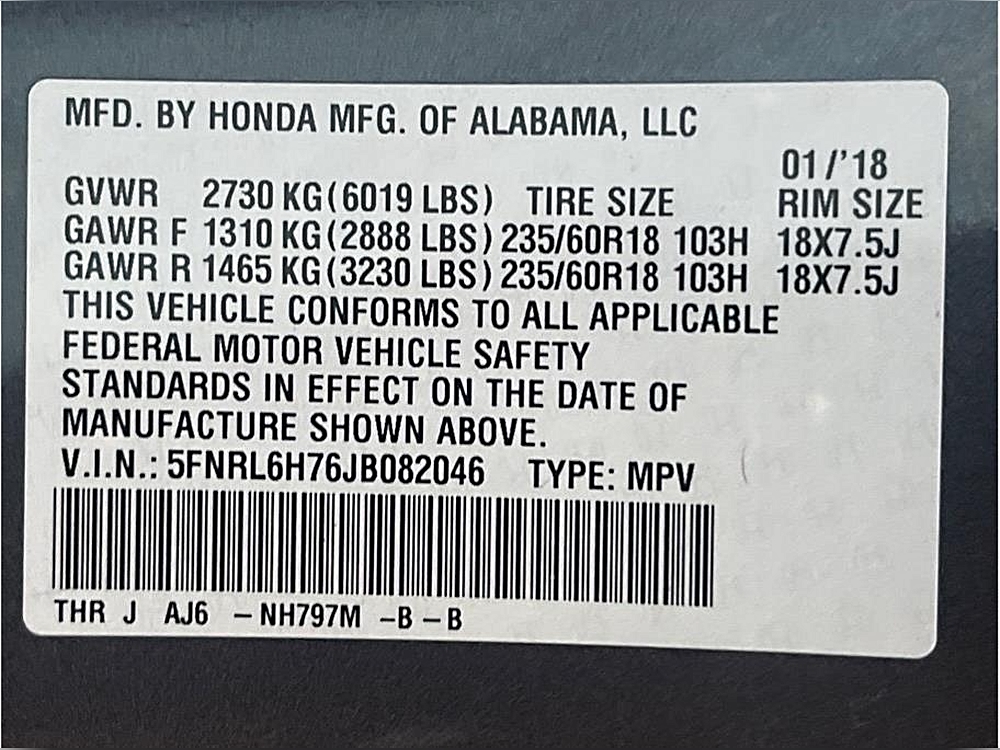 MFD. BY HONDA MFG. OF ALABAMA, LLC
01/'18
GVWR 2730 KG(6019 LBS) TIRE SIZE RIM SIZE
GAWR F 1310 KG(2888 LBS) 235/60R18 103H 18X7.5J
GAWR R 1465 KG(3230 LBS) 235/60R18 103H 18X7.5J
THIS VEHICLE CONFORMS TO ALL APPLICABLE
FEDERAL MOTOR VEHICLE SAFETY
STANDARDS IN EFFECT ON THE DATE OF
MANUFACTURE SHOWN ABOVE.
V.I.N.: 5FNRL6H76JB082046 TYPE: MPV
THR J AJ6 – NH797M –B – B